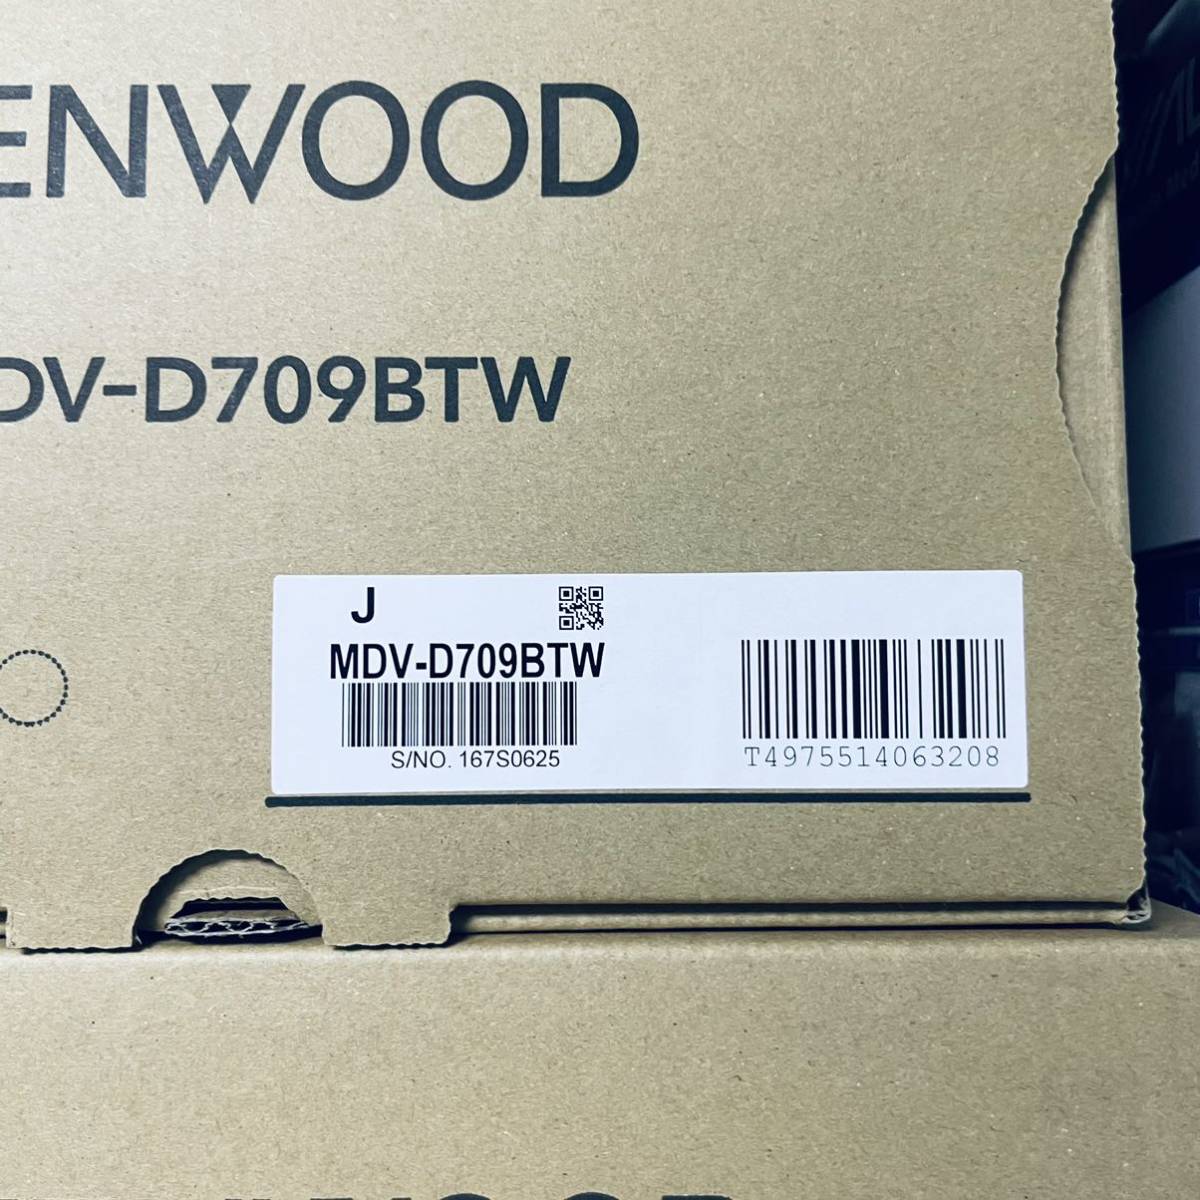 ENWOOD
DV-D709BTW
J
MDV-D709BTW
S/NO. 167S0625
T4975514063208